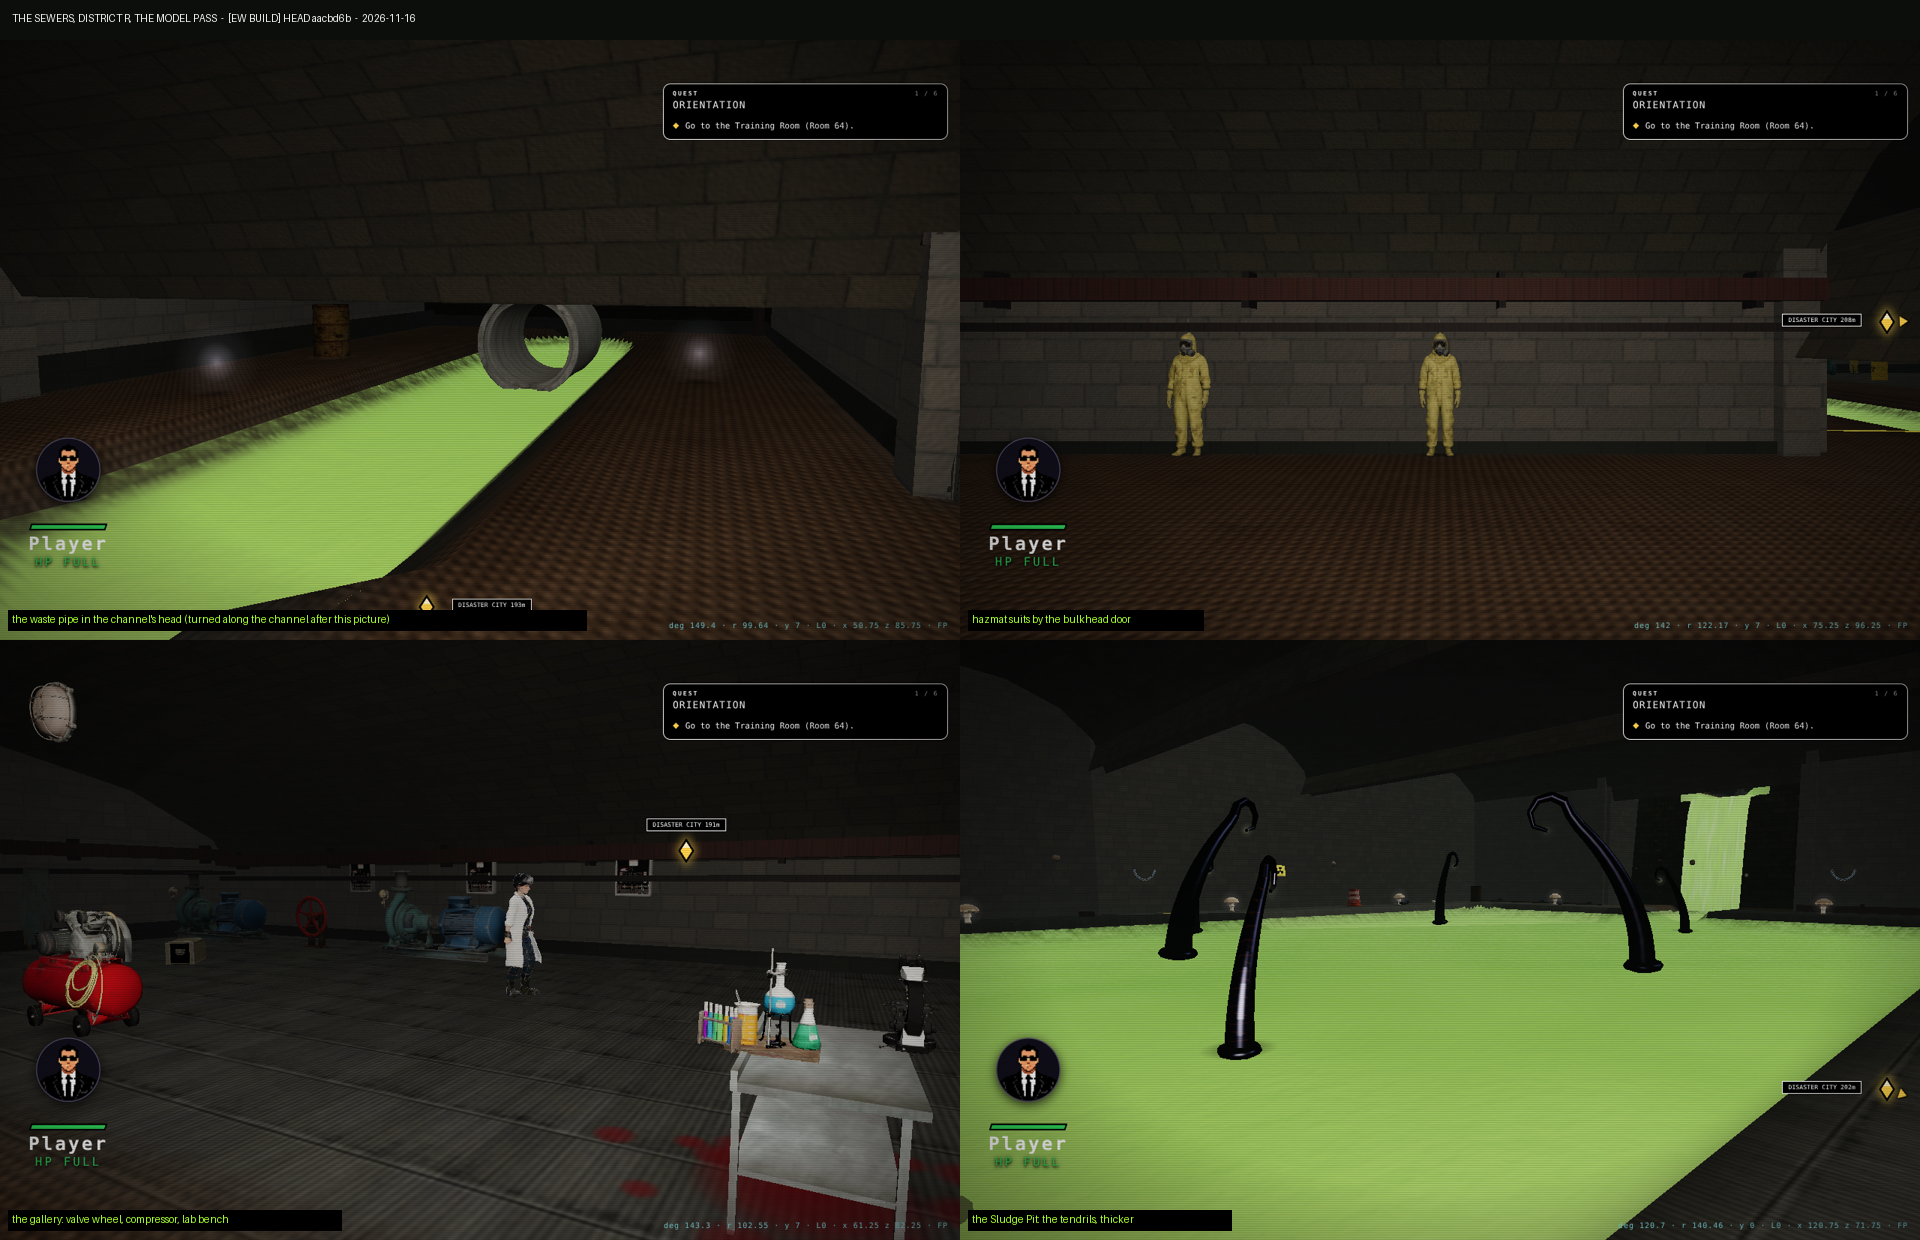 THE SEWERS, DISTRICT R, THE MODEL PASS - [EW BUILD] HEAD aacbd6b - 2026-11-16
QUEST 1 / 6
ORIENTATION
Go to the Training Room (Room 64).
Player
HP FULL
DISASTER CITY 193m
the waste pipe in the channel's head (turned along the channel after this picture)
deg 149.4 · r 99.64 · y 7 · L0 · x 50.75 z 85.75 · FP
QUEST 1 / 6
ORIENTATION
Go to the Training Room (Room 64).
DISASTER CITY 208m
Player
HP FULL
hazmat suits by the bulkhead door
deg 142 · r 122.17 · y 7 · L0 · x 75.25 z 96.25 · FP
QUEST 1 / 6
ORIENTATION
Go to the Training Room (Room 64).
DISASTER CITY 191m
Player
HP FULL
the gallery: valve wheel, compressor, lab bench
deg 143.3 · r 102.55 · y 7 · L0 · x 61.25 z 82.25 · FP
QUEST 1 / 6
ORIENTATION
Go to the Training Room (Room 64).
DISASTER CITY 202m
Player
HP FULL
the Sludge Pit: the tendrils, thicker
deg 120.7 · r 140.46 · y 0 · L0 · x 120.75 z 71.75 · FP